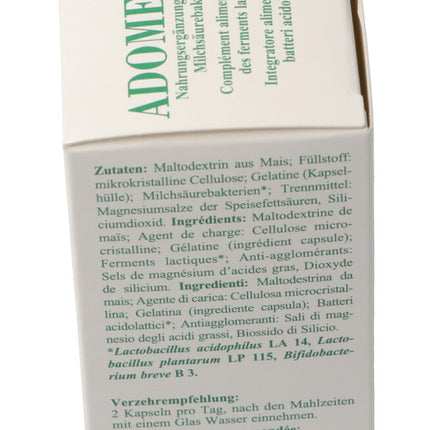 ADOME
Nahrungsergänzung
Milchsäurebak
Complément alime
des ferments la
Integratore alime
batteri acido
Zutaten: Maltodextrin aus Mais; Füllstoff:
mikrokristalline Cellulose; Gelatine (Kapsel-
hülle); Milchsäurebakterien*; Trennmittel:
Magnesiumsalze der Speisefettsäuren, Sili-
ciumdioxid. Ingrédients: Maltodextrine de
maïs; Agent de charge: Cellulose micro-
cristalline; Gélatine (ingrédient capsule);
Ferments lactiques*; Anti-agglomérants:
Sels de magnésium d'acides gras, Dioxyde
de silicium. Ingredienti: Maltodestrina da
mais; Agente di carica: Cellulosa microcristal-
lina; Gelatina (ingrediente capsula); Batteri
acidolattici*; Antiagglomeranti: Sali di magne-
nesio degli acidi grassi, Biossido di Silicio.
*Lactobacillus acidophilus LA 14, Lacto-
bacillus plantarum LP 115, Bifidobacte-
rium breve B 3.
Verzehrempfehlung:
2 Kapseln pro Tag, nach den Mahlzeiten
mit einem Glas Wasser einnehmen.